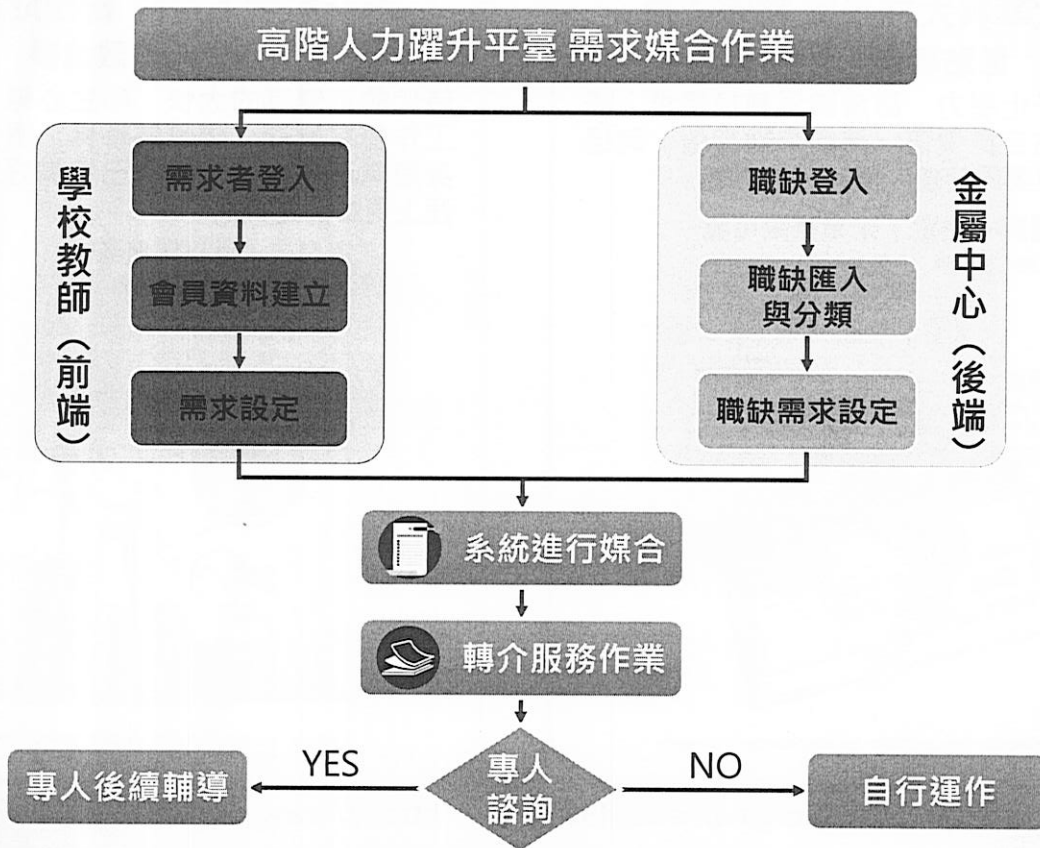 高階人力躍升平臺 需求媒合作業
學校教師（前端）
需求者登入
會員資料建立
需求設定
職缺登入
職缺匯入
與分類
職缺需求設定
金屬中心（後端）
系統進行媒合
轉介服務作業
專人
諮詢
YES
專人後續輔導
NO
自行運作